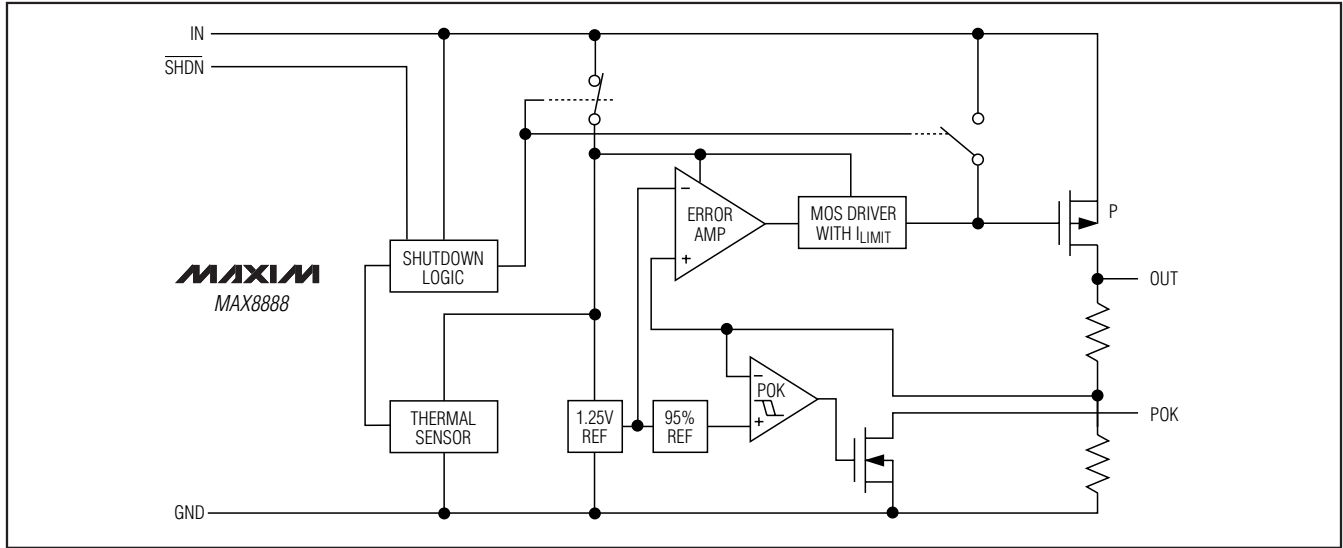 IN
SHDN
P
ERROR
AMP
MOS DRIVER
WITH ILIMIT
SHUTDOWN
LOGIC
MAXIM
MAX8888
OUT
POK
THERMAL
SENSOR
1.25V
REF
95%
REF
POK
GND
−
+
−
+